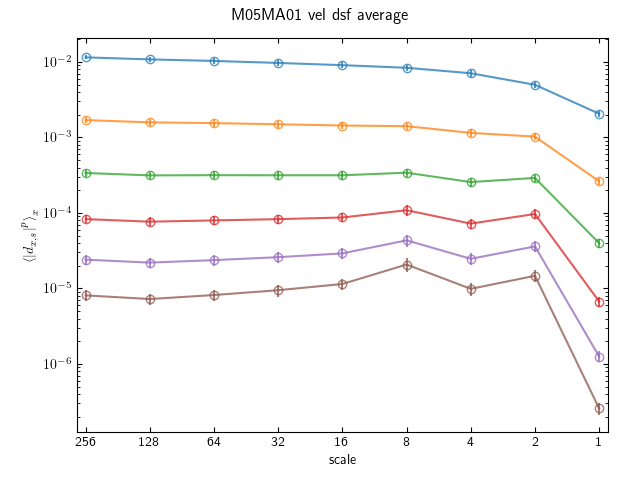 M05MA01 vel dsf average
10⁻²
10⁻³
10⁻⁴
10⁻⁵
10⁻⁶
⟨|d_{x,s}|^p⟩_x
256 128 64 32 16 8 4 2 1
scale